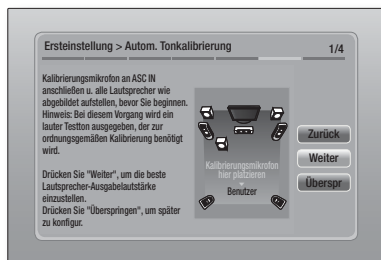 Ersteinstellung > Autom. Tonkalibrierung
1/4
Kalibrierungsmikrofon an ASC IN
anschließen u. alle Lautsprecher wie
abgebildet aufstellen, bevor Sie beginnen.
Hinweis: Bei diesem Vorgang wird ein
lauter Testton ausgegeben, der zur
ordnungsgemäßen Kalibrierung benötigt
wird.
Drücken Sie "Weiter", um die beste
Lautsprecher-Ausgabelautstärke
einzustellen.
Drücken Sie "Überspringen", um später
zu konfigur.
Kalibrierungsmikrofon
hier platzieren
Benutzer
Zurück
Weiter
Überspr